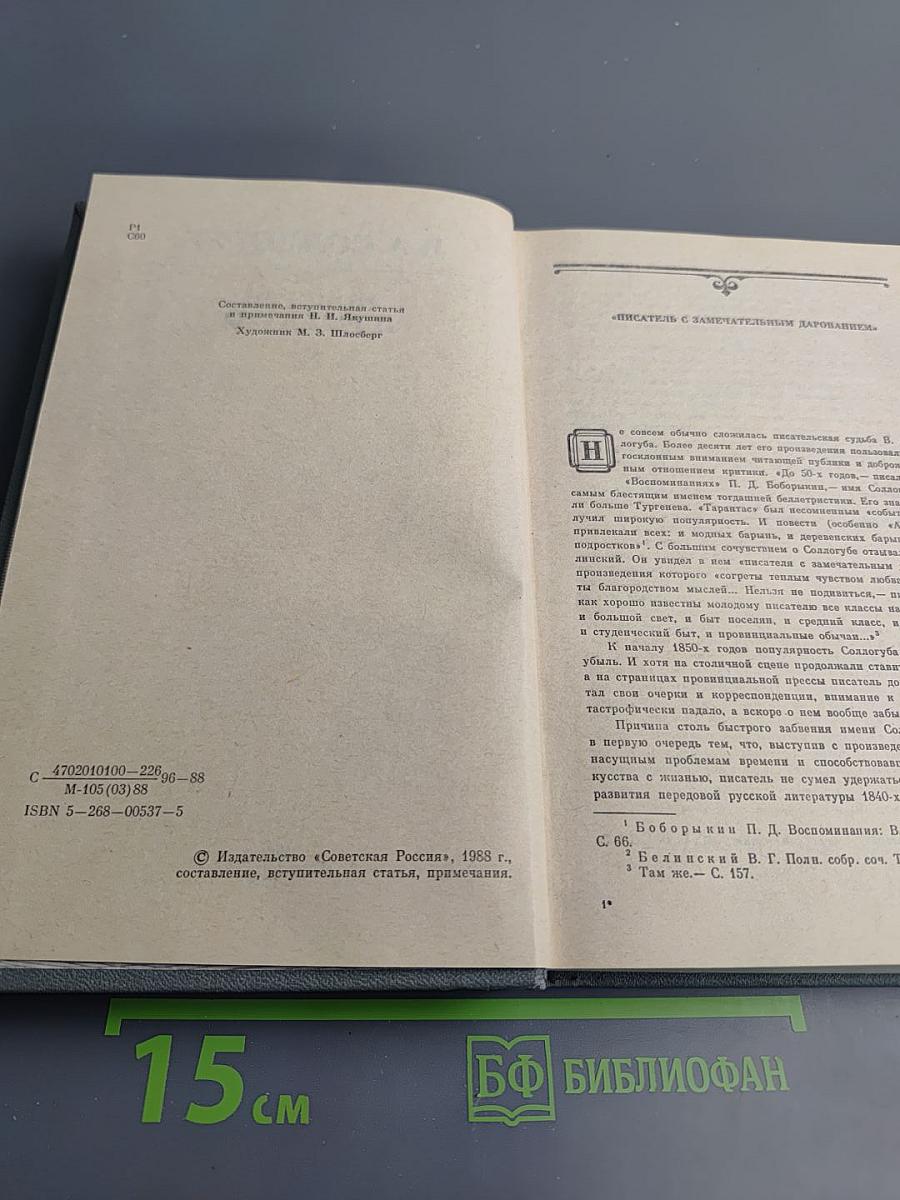 Р1
С60
Составление, вступительная статья
и примечания Н. И. Якушина
Художник М. З. Шлосберг
С 4702010100—226 96—88
М-105(03)88
ISBN 5—268—00537—5
© Издательство «Советская Россия», 1988 г.,
составление, вступительная статья, примечания.
«ПИСАТЕЛЬ С ЗАМЕЧАТЕЛЬНЫМ ДАРОВАНИЕМ»
Не совсем обычно сложилась писательская судьба В.
логуба. Более десяти лет его произведения пользовал
госклонным вниманием читающей публики и доброж
ным отношением критики. «До 50-х годов,— писал
«Воспоминаниях» П. Д. Боборыкин,— имя Соллог
самым блестящим именем тогдашней беллетристики. Его зна
ли больше Тургенева. «Тарантас» был несомненным «событ
лучил широкую популярность. И повести (особенно «А
привлекали всех: и модных барынь, и деревенских барыш
подростков»¹. С большим сочувствием о Соллогубе отзыва
линский. Он увидел в нем «писателя с замечательным
произведения которого «согреты теплым чувством любви
ты благородством мыслей... Нельзя не подивиться,— пи
как хорошо известны молодому писателю все классы на
и большой свет, и быт поселян, и средний класс, и
и студенческий быт, и провинциальные обычаи...»³
К началу 1850-х годов популярность Соллогуба
убыль. И хотя на столичной сцене продолжали стави
а на страницах провинциальной прессы писатель до
тал свои очерки и корреспонденции, внимание к
тастрофически падало, а вскоре о нем вообще забы
Причина столь быстрого забвения имени Сол
в первую очередь тем, что, выступив с произведе
насущным проблемам времени и способствовавш
кусства с жизнью, писатель не сумел удержатьс
развития передовой русской литературы 1840-х
¹ Боборыкин П. Д. Воспоминания: В
С. 66.
² Белинский В. Г. Полн. собр. соч. Т
³ Там же.— С. 157.
1*
15 см
БФ БИБЛИОФАН